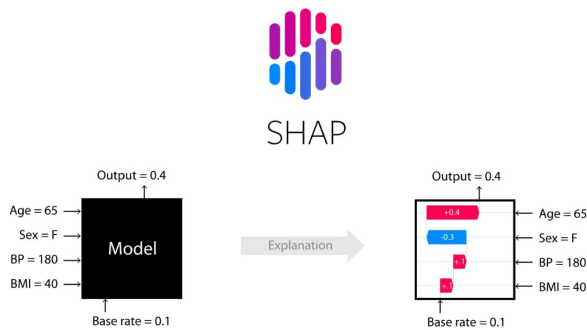 SHAP
Output = 0.4
Age = 65
Sex = F
BP = 180
BMI = 40
Model
Base rate = 0.1
Explanation
Output = 0.4
+0.4
Age = 65
-0.3
Sex = F
+.1
BP = 180
+.1
BMI = 40
Base rate = 0.1